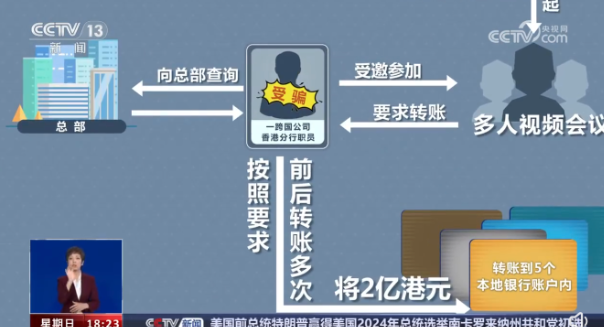 CCTV 13
新闻
央视网
CCTV.com
起
向总部查询
受邀参加
受骗
要求转账
总部
一跨国公司
香港分行职员
多人视频会议
按照要求
前后转账多次
将2亿港元
转账到5个
本地银行账户内
星期日 18:23
CCTV 新闻 美国前总统特朗普赢得美国2024年总统选举南卡罗来纳州共和党初